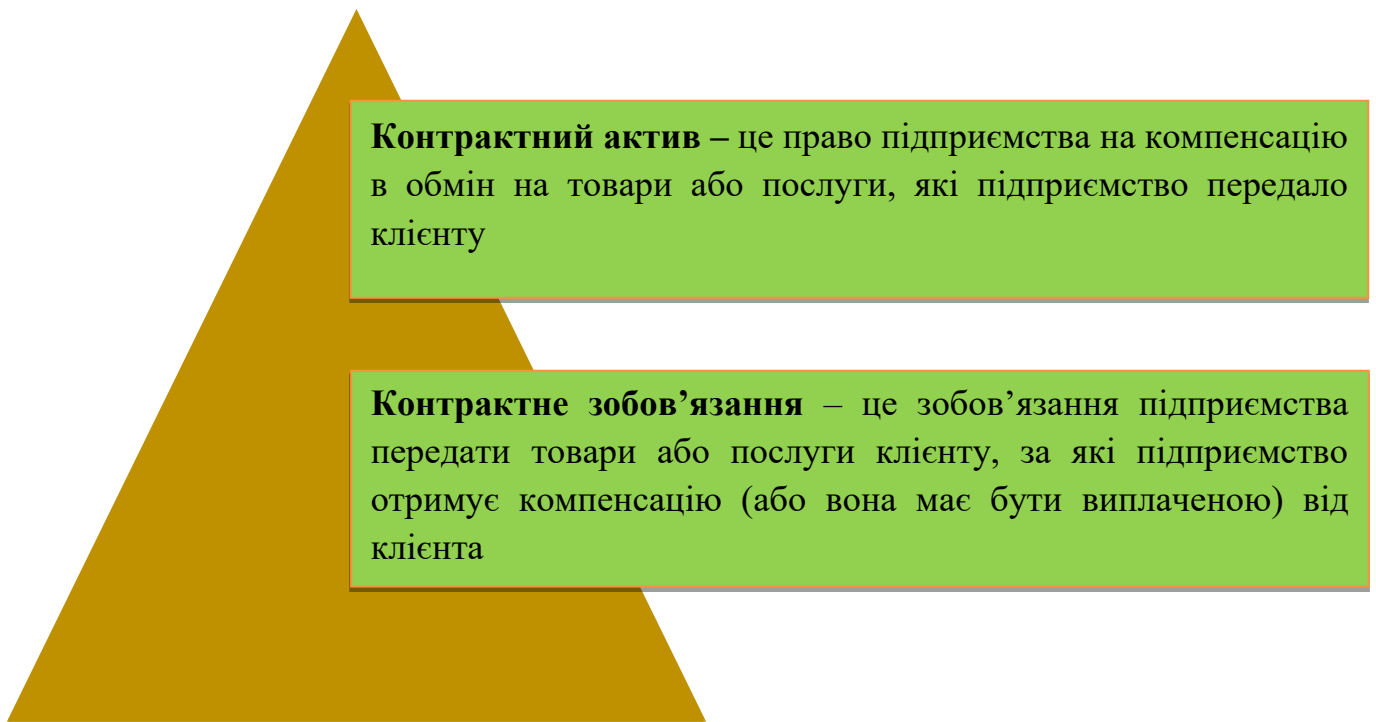 Контрактний актив – це право підприємства на компенсацію
в обмін на товари або послуги, які підприємство передало
клієнту
Контрактне зобов’язання – це зобов’язання підприємства
передати товари або послуги клієнту, за які підприємство
отримує компенсацію (або вона має бути виплаченою) від
клієнта